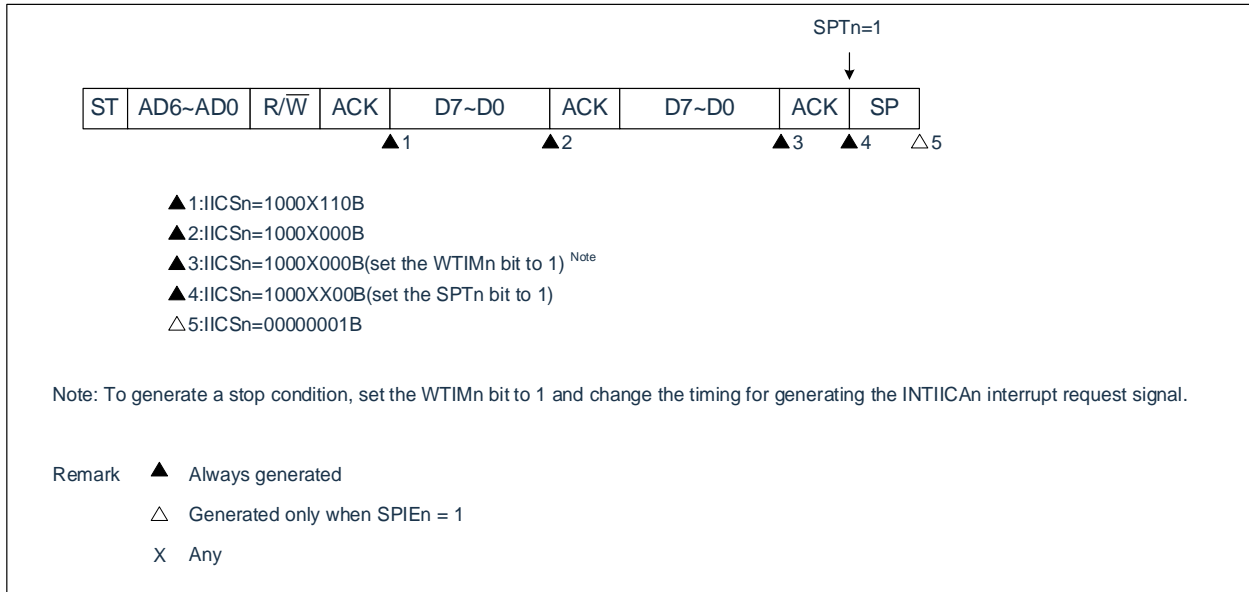 SPTn=1
ST AD6~AD0 R/W̅ ACK D7~D0 ACK D7~D0 ACK SP
▲1 ▲2 ▲3 ▲4 △5
▲1:IICSn=1000X110B
▲2:IICSn=1000X000B
▲3:IICSn=1000X000B(set the WTIMn bit to 1) Note
▲4:IICSn=1000XX00B(set the SPTn bit to 1)
△5:IICSn=00000001B
Note: To generate a stop condition, set the WTIMn bit to 1 and change the timing for generating the INTIICAn interrupt request signal.
Remark ▲ Always generated
△ Generated only when SPIEn = 1
X Any